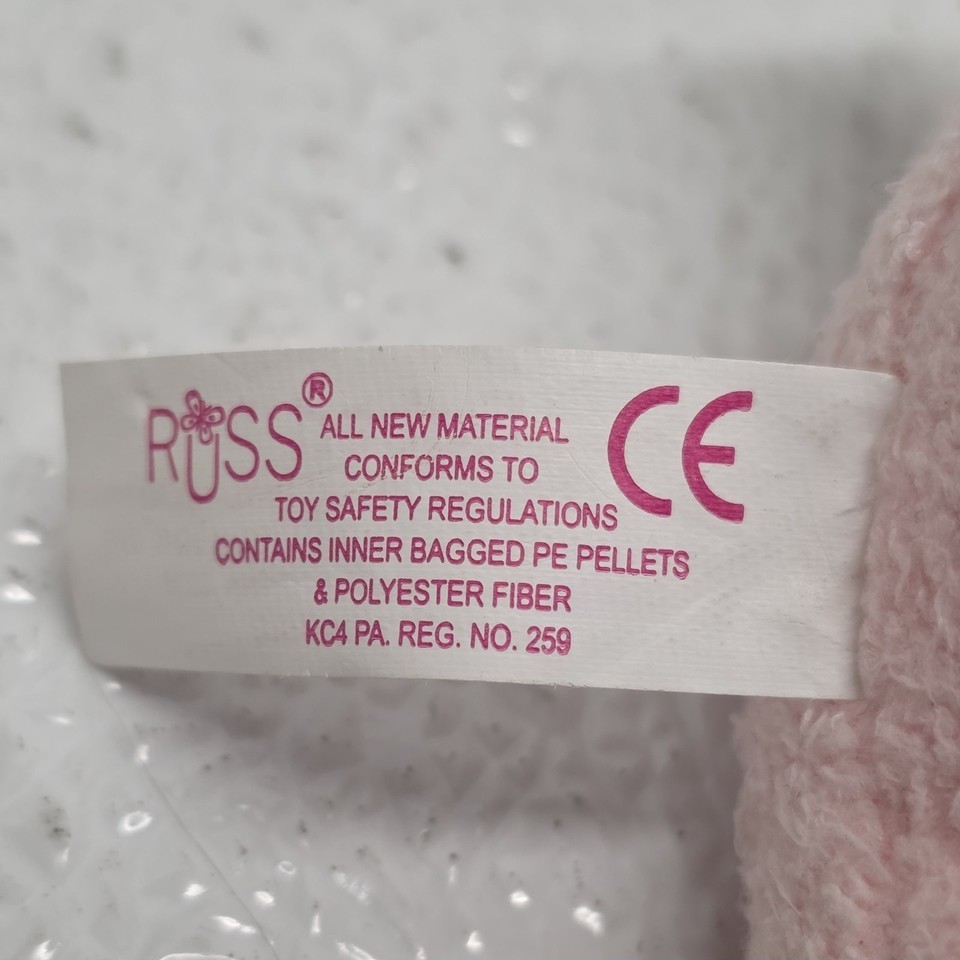 RUSS® ALL NEW MATERIAL CE
CONFORMS TO
TOY SAFETY REGULATIONS
CONTAINS INNER BAGGED PE PELLETS
& POLYESTER FIBER
KC4 PA. REG. NO. 259